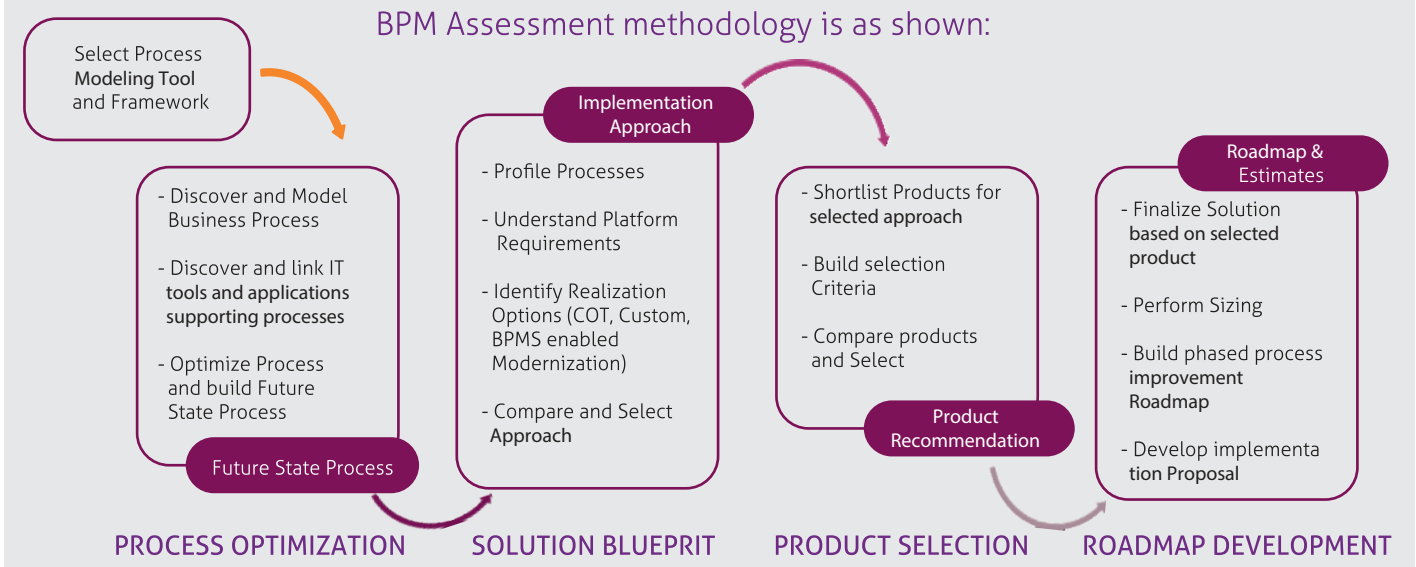 BPM Assessment methodology is as shown:
Select Process
Modeling Tool
and Framework
- Discover and Model
Business Process
- Discover and link IT
tools and applications
supporting processes
- Optimize Process
and build Future
State Process
Future State Process
PROCESS OPTIMIZATION
Implementation
Approach
- Profile Processes
- Understand Platform
Requirements
- Identify Realization
Options (COT, Custom,
BPMS enabled
Modernization)
- Compare and Select
Approach
SOLUTION BLUEPRIT
- Shortlist Products for
selected approach
- Build selection
Criteria
- Compare products
and Select
Product
Recommendation
PRODUCT SELECTION
Roadmap &
Estimates
- Finalize Solution
based on selected
product
- Perform Sizing
- Build phased process
improvement
Roadmap
- Develop implementa
tion Proposal
ROADMAP DEVELOPMENT